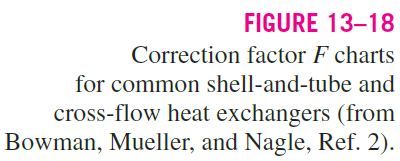 FIGURE 13–18
Correction factor F charts
for common shell-and-tube and
cross-flow heat exchangers (from
Bowman, Mueller, and Nagle, Ref. 2).